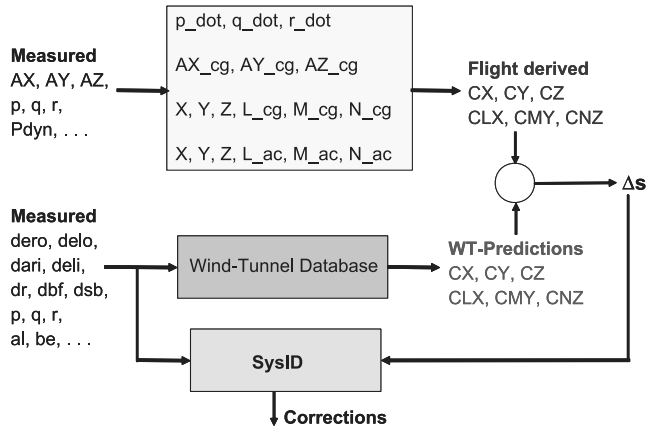 Measured
AX, AY, AZ,
p, q, r,
Pdyn, . . .
p_dot, q_dot, r_dot
AX_cg, AY_cg, AZ_cg
X, Y, Z, L_cg, M_cg, N_cg
X, Y, Z, L_ac, M_ac, N_ac
Flight derived
CX, CY, CZ
CLX, CMY, CNZ
Δs
Measured
dero, delo,
dari, deli,
dr, dbf, dsb,
p, q, r,
al, be, . . .
Wind-Tunnel Database
WT-Predictions
CX, CY, CZ
CLX, CMY, CNZ
SysID
Corrections